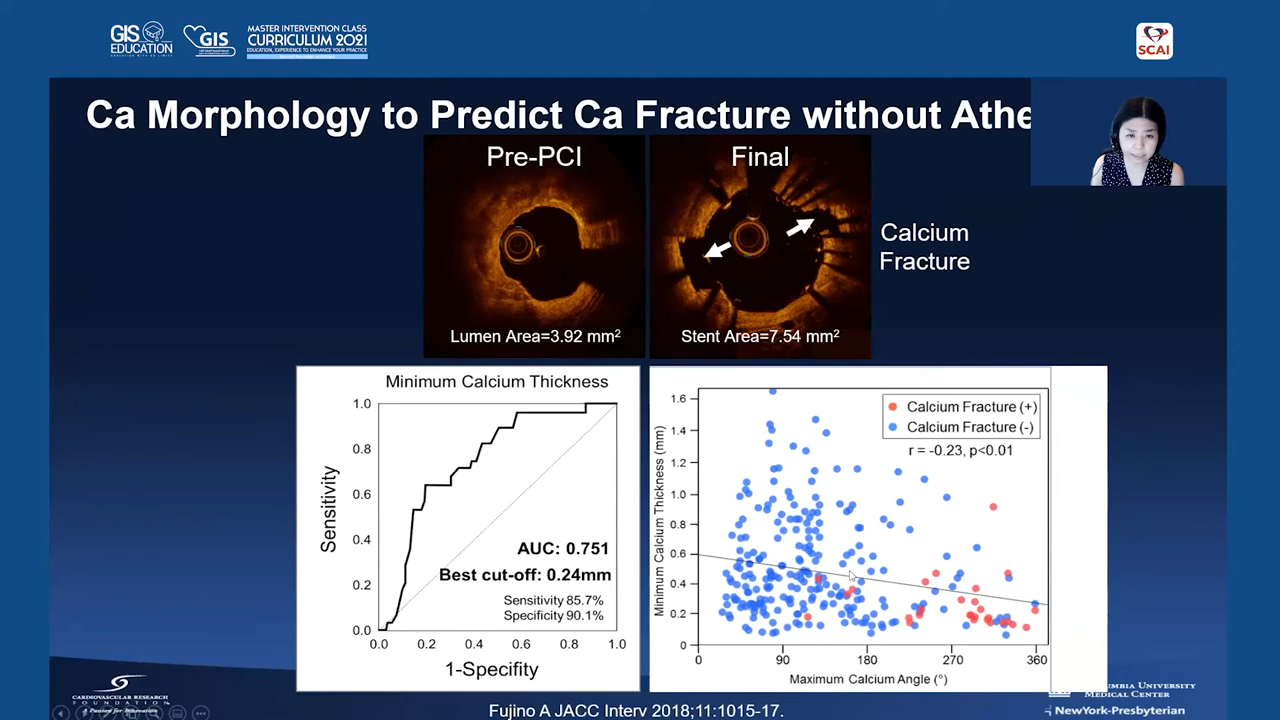 GIS
EDUCATION
GIS
MASTER INTERVENTION CLASS
CURRICULUM 2021
EDUCATION, EXPERIENCE TO ENHANCE YOUR PRACTICE
SCAI
Ca Morphology to Predict Ca Fracture without Athe
Pre-PCI
Final
Calcium
Fracture
Lumen Area=3.92 mm²
Stent Area=7.54 mm²
Minimum Calcium Thickness
Sensitivity
1.0
0.8
0.6
0.4
0.2
0.0
AUC: 0.751
Best cut-off: 0.24mm
Sensitivity 85.7%
Specificity 90.1%
0.0 0.2 0.4 0.6 0.8 1.0
1-Specifity
Minimum Calcium Thickness (mm)
1.6
1.4
1.2
1.0
0.8
0.6
0.4
0.2
0
Calcium Fracture (+)
Calcium Fracture (-)
r = -0.23, p<0.01
0 90 180 270 360
Maximum Calcium Angle (°)
CARDIOVASCULAR RESEARCH
FOUNDATION
A Passion for Innovation
UMBIA UNIVERSITY
MEDICAL CENTER
NewYork-Presbyterian
Fujino A JACC Interv 2018;11:1015-17.